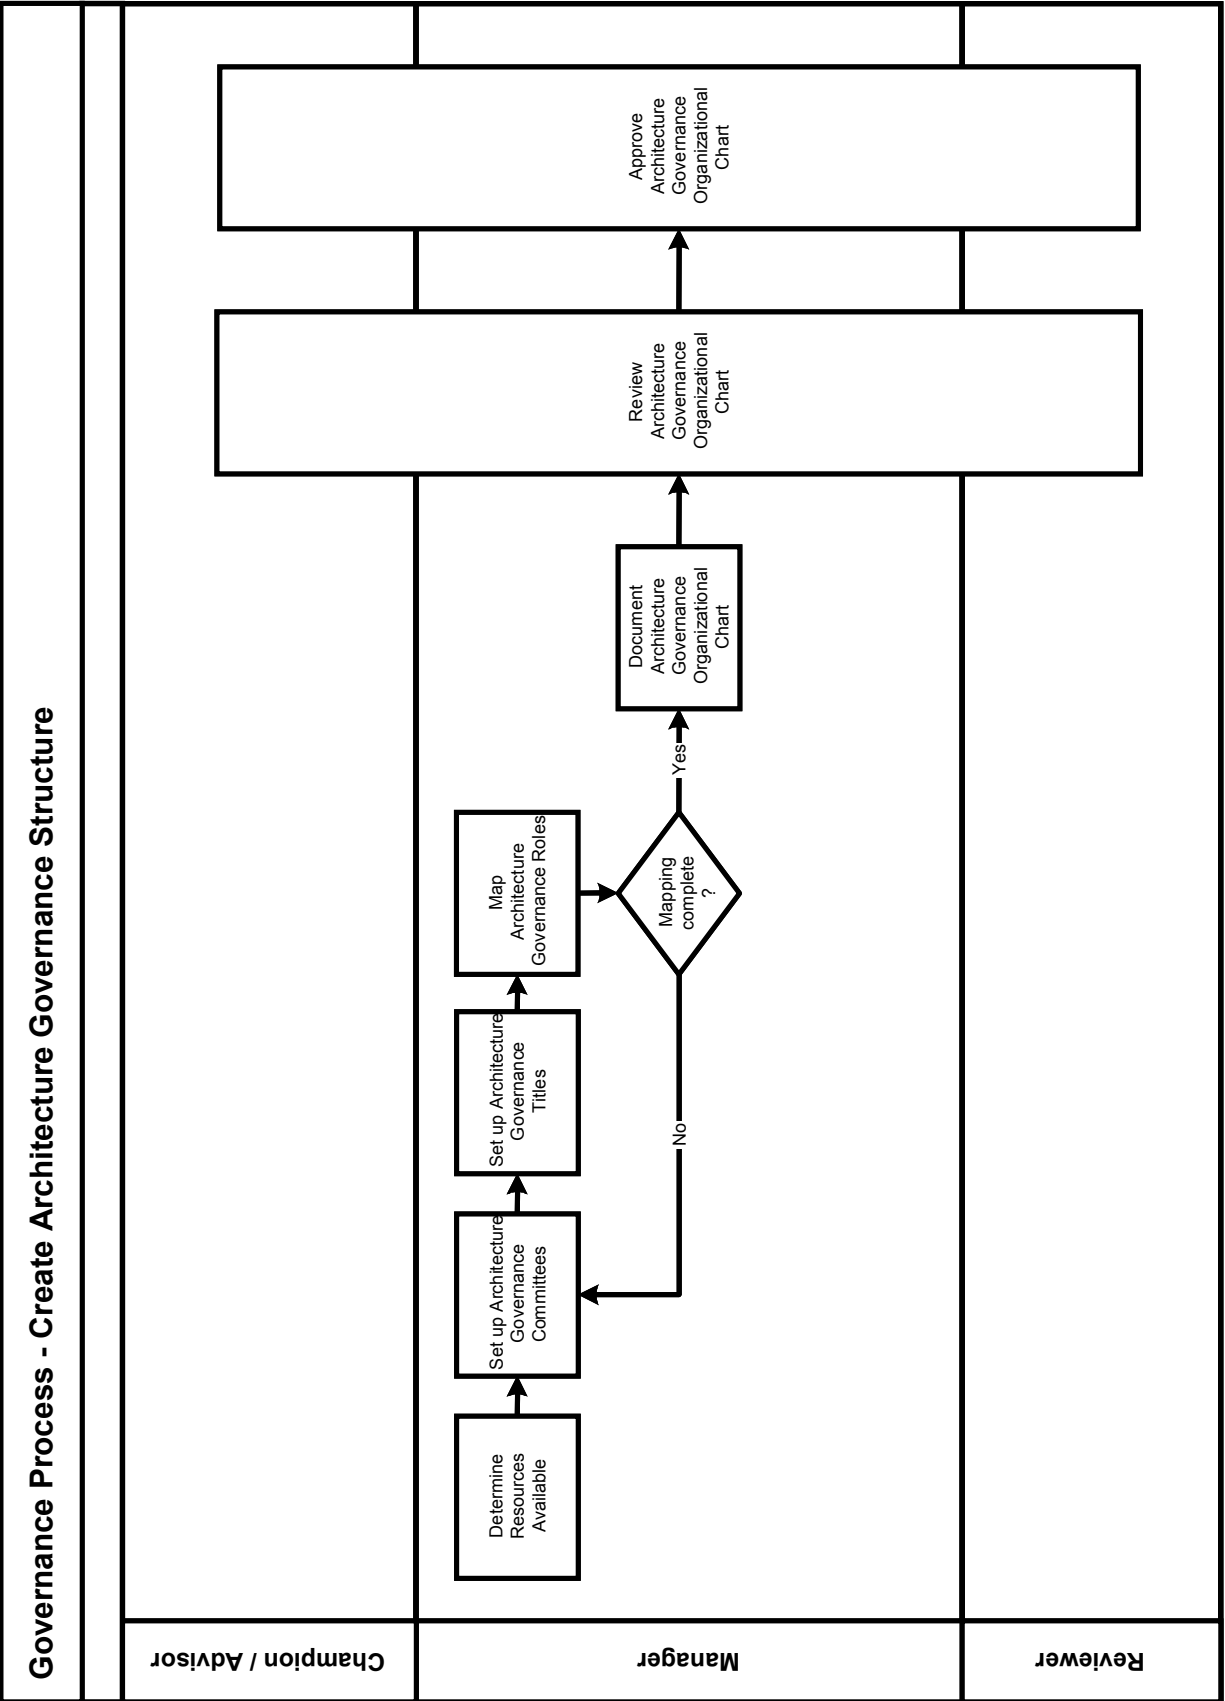 Governance Process - Create Architecture Governance Structure
Champion / Advisor
Manager
Reviewer
Determine
Resources
Available
Set up Architecture
Governance
Committees
Set up Architecture
Governance
Titles
Map
Architecture
Governance Roles
Mapping
complete
?
No
Yes
Document
Architecture
Governance
Organizational
Chart
Review
Architecture
Governance
Organizational
Chart
Approve
Architecture
Governance
Organizational
Chart